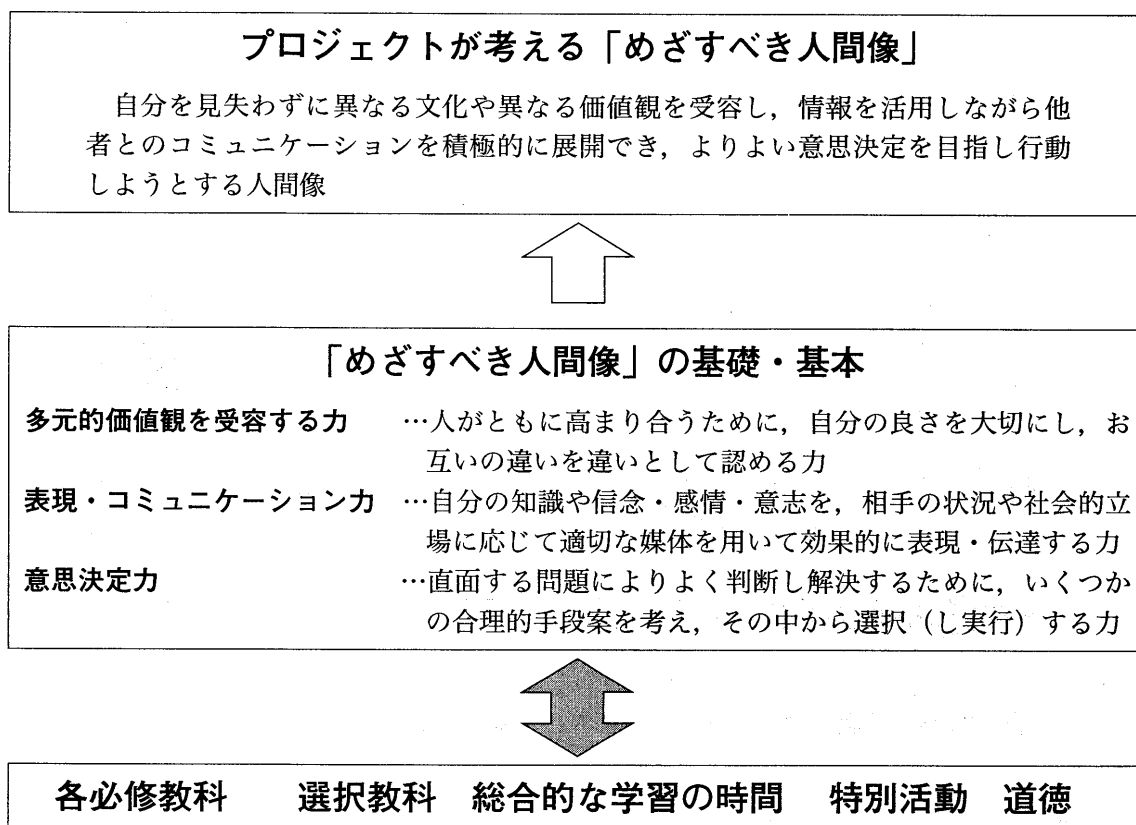 プロジェクトが考える「めざすべき人間像」
自分を見失わずに異なる文化や異なる価値観を受容し，情報を活用しながら他
者とのコミュニケーションを積極的に展開でき，よりよい意思決定を目指し行動
しようとする人間像
「めざすべき人間像」の基礎・基本
多元的価値観を受容する力 …人がともに高まり合うために，自分の良さを大切にし，お
互いの違いを違いとして認める力
表現・コミュニケーション力 …自分の知識や信念・感情・意志を，相手の状況や社会的立
場に応じて適切な媒体を用いて効果的に表現・伝達する力
意思決定力 …直面する問題によりよく判断し解決するために，いくつか
の合理的手段案を考え，その中から選択（し実行）する力
各必修教科 選択教科 総合的な学習の時間 特別活動 道徳